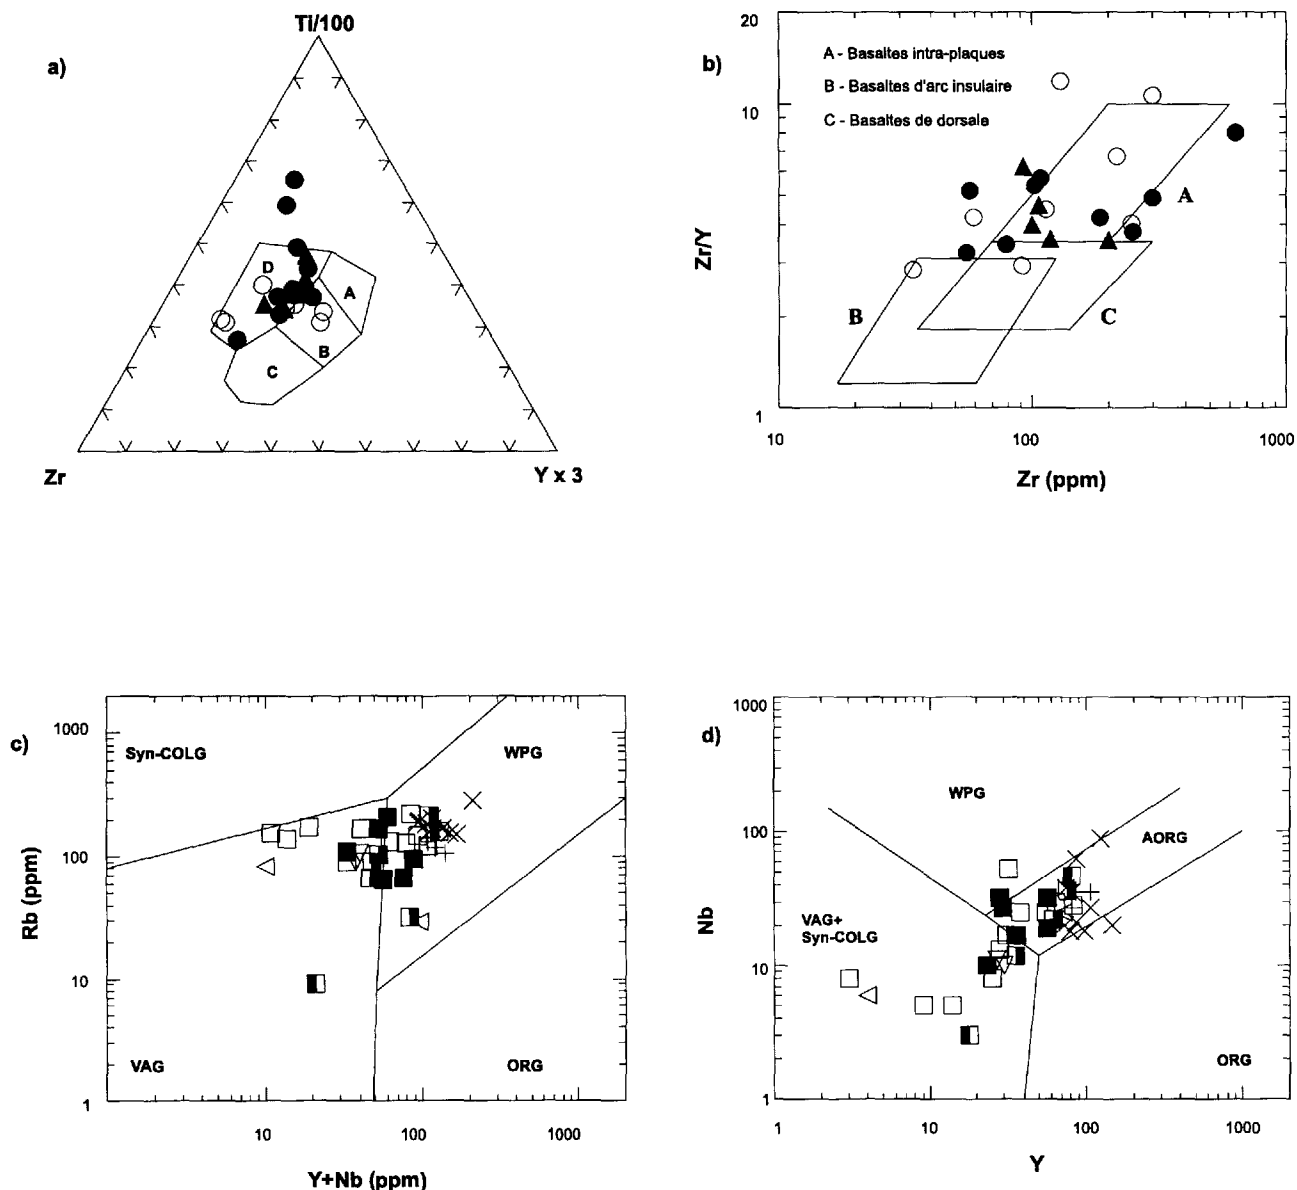 a)
Ti/100
D
A
B
C
Zr
Y x 3
b)
20
10
1
Zr/Y
A - Basaltes intra-plaques
B - Basaltes d'arc insulaire
C - Basaltes de dorsale
A
B
C
10
100
1000
Zr (ppm)
c)
1000
100
10
1
Rb (ppm)
Syn-COLG
WPG
VAG
ORG
10
100
1000
Y+Nb (ppm)
d)
1000
100
10
1
Nb
WPG
AORG
VAG+
Syn-COLG
ORG
1
10
100
1000
Y